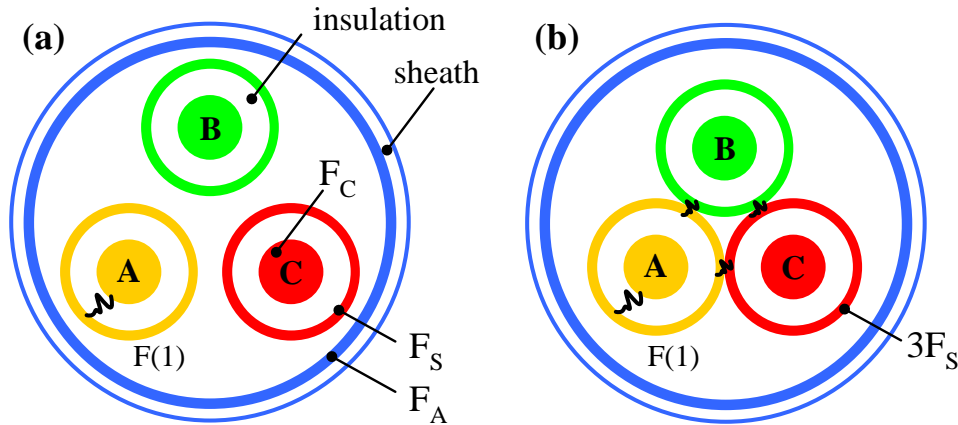 (a)
insulation
sheath
B
F_C
A
C
F(1)
F_S
F_A
(b)
B
A
C
F(1)
3F_S